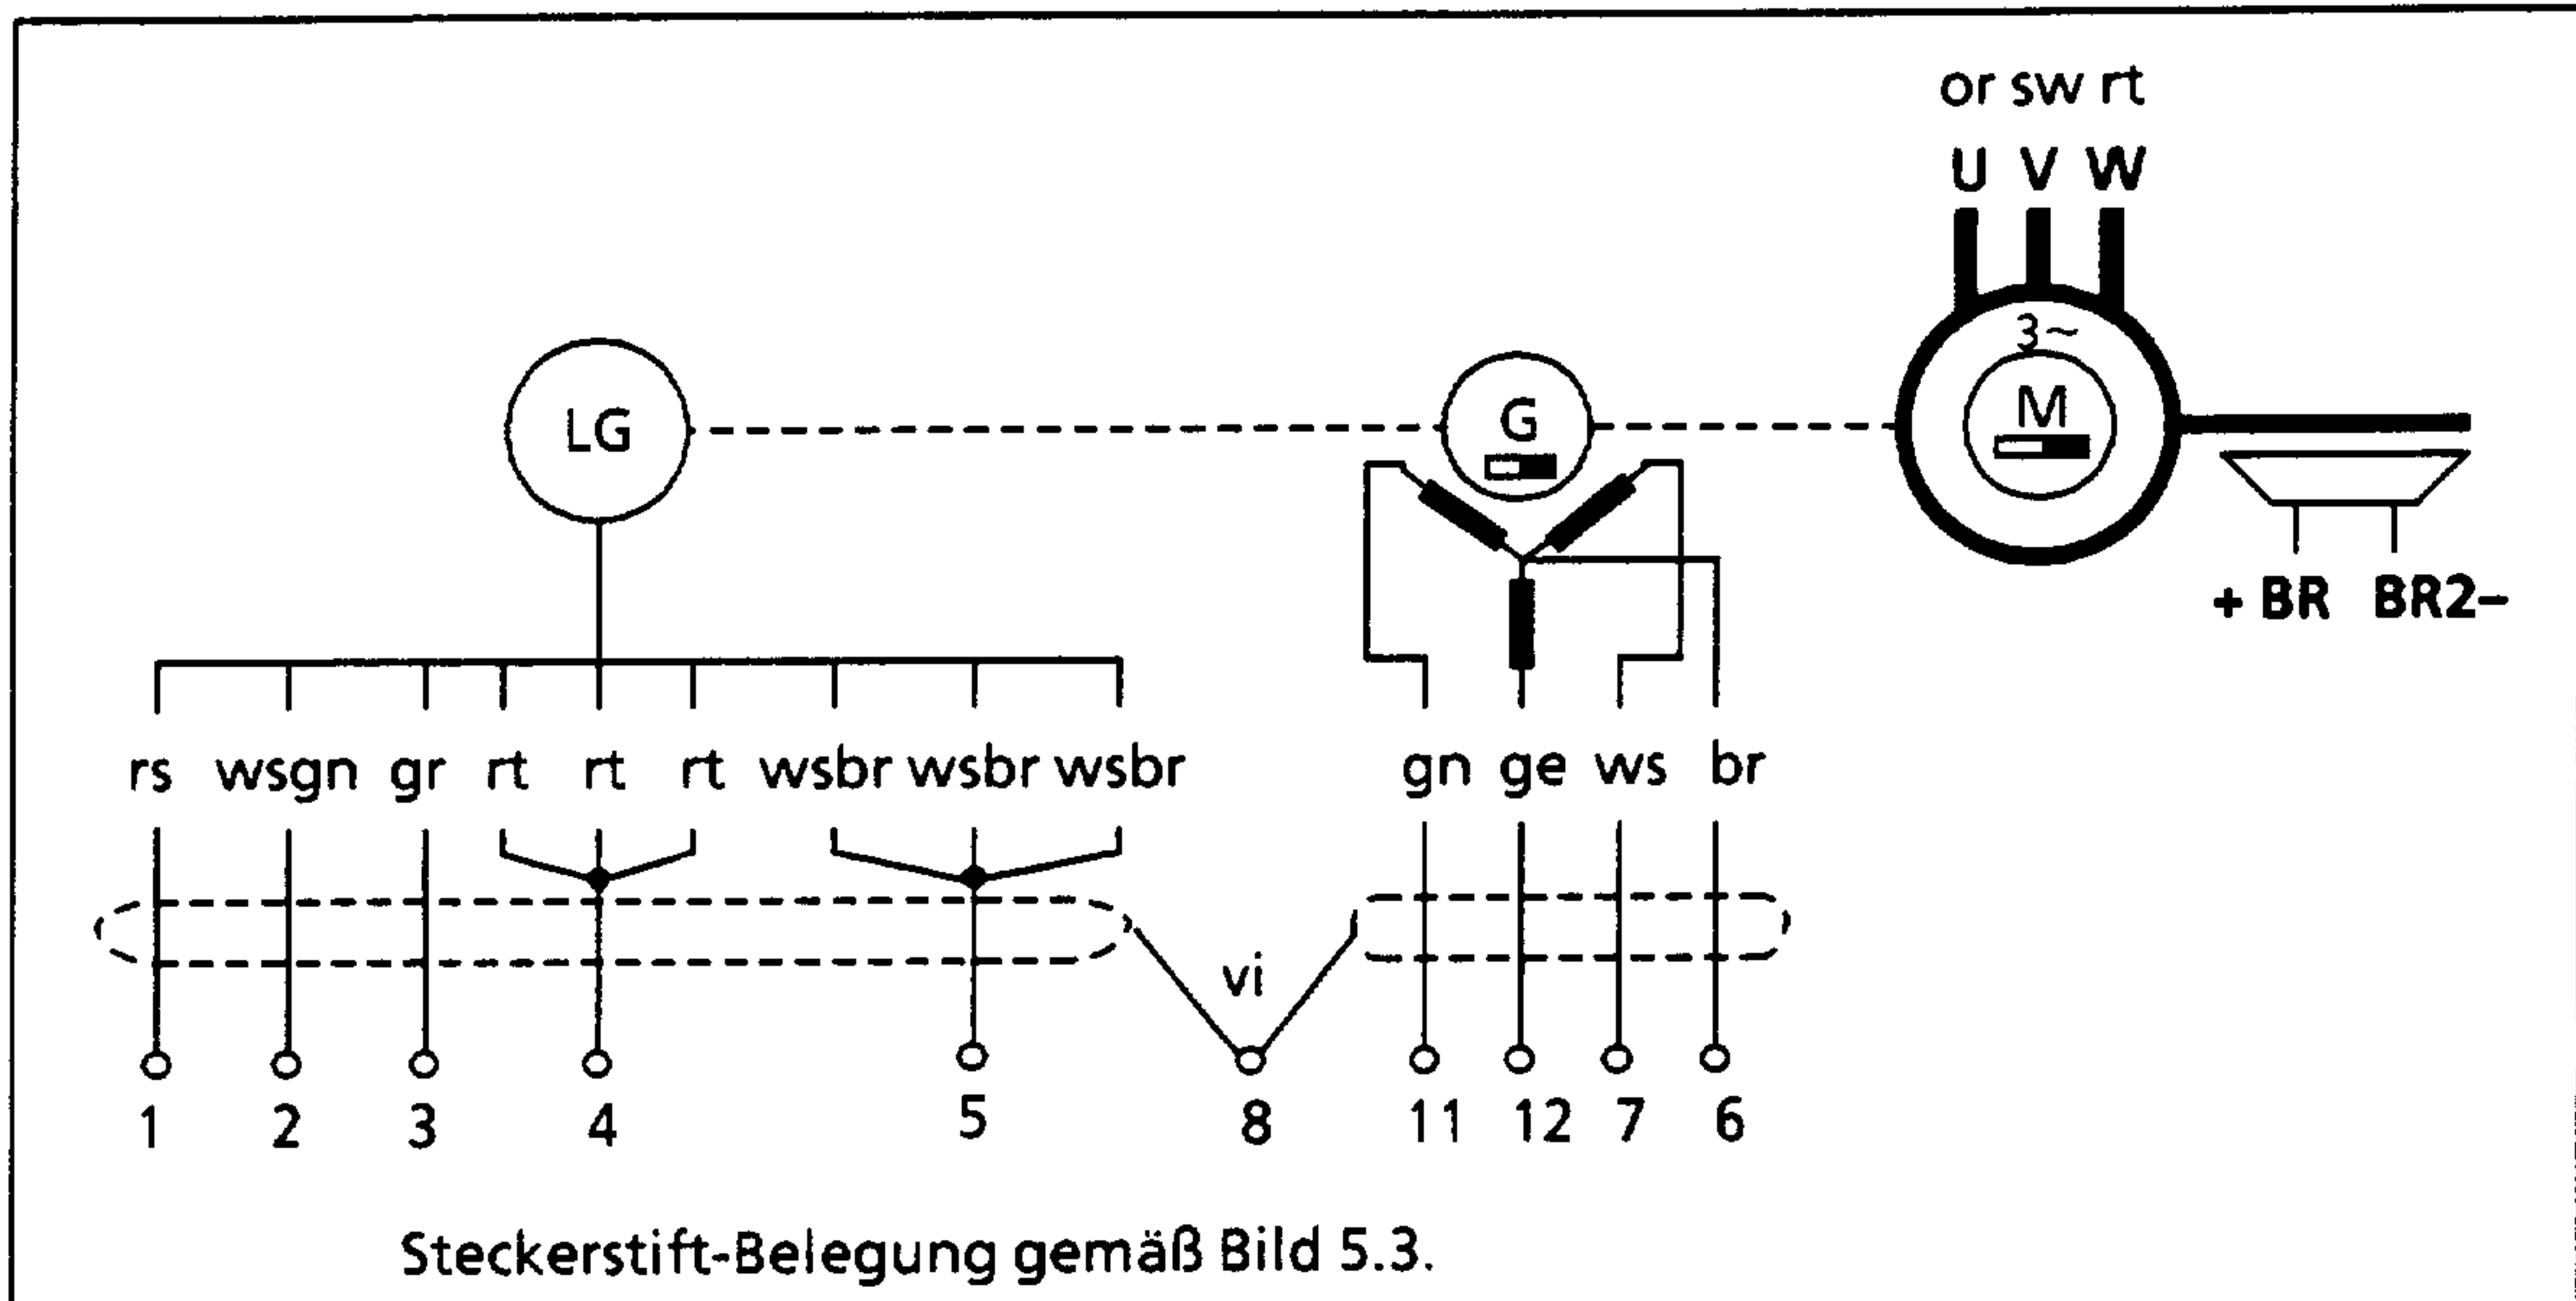 or sw rt
U V W
3~
LG
G
M
+ BR BR2–
rs wsgn gr rt rt rt wsbr wsbr wsbr gn ge ws br
vi
1 2 3 4 5 8 11 12 7 6
Steckerstift-Belegung gemäß Bild 5.3.